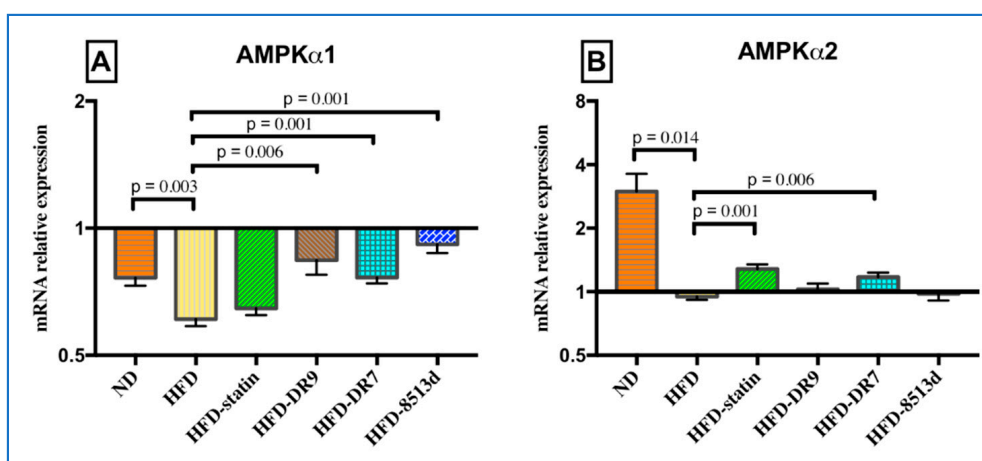 A
AMPKα1
mRNA relative expression
2
1
0.5
p = 0.001
p = 0.001
p = 0.006
p = 0.003
ND
HFD
HFD-statin
HFD-DR9
HFD-DR7
HFD-8513d
B
AMPKα2
mRNA relative expression
8
4
2
1
0.5
p = 0.014
p = 0.006
p = 0.001
ND
HFD
HFD-statin
HFD-DR9
HFD-DR7
HFD-8513d